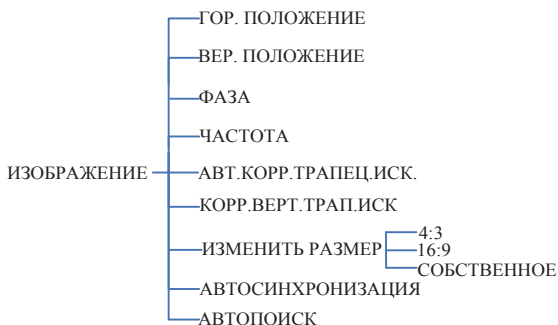 ГОР. ПОЛОЖЕНИЕ
ВЕР. ПОЛОЖЕНИЕ
ФАЗА
ЧАСТОТА
ИЗОБРАЖЕНИЕ
АВТ.КОРР.ТРАПЕЦ.ИСК.
КОРР.ВЕРТ.ТРАП.ИСК
ИЗМЕНИТЬ РАЗМЕР
4:3
16:9
СОБСТВЕННОЕ
АВТОСИНХРОНИЗАЦИЯ
АВТОПОИСК